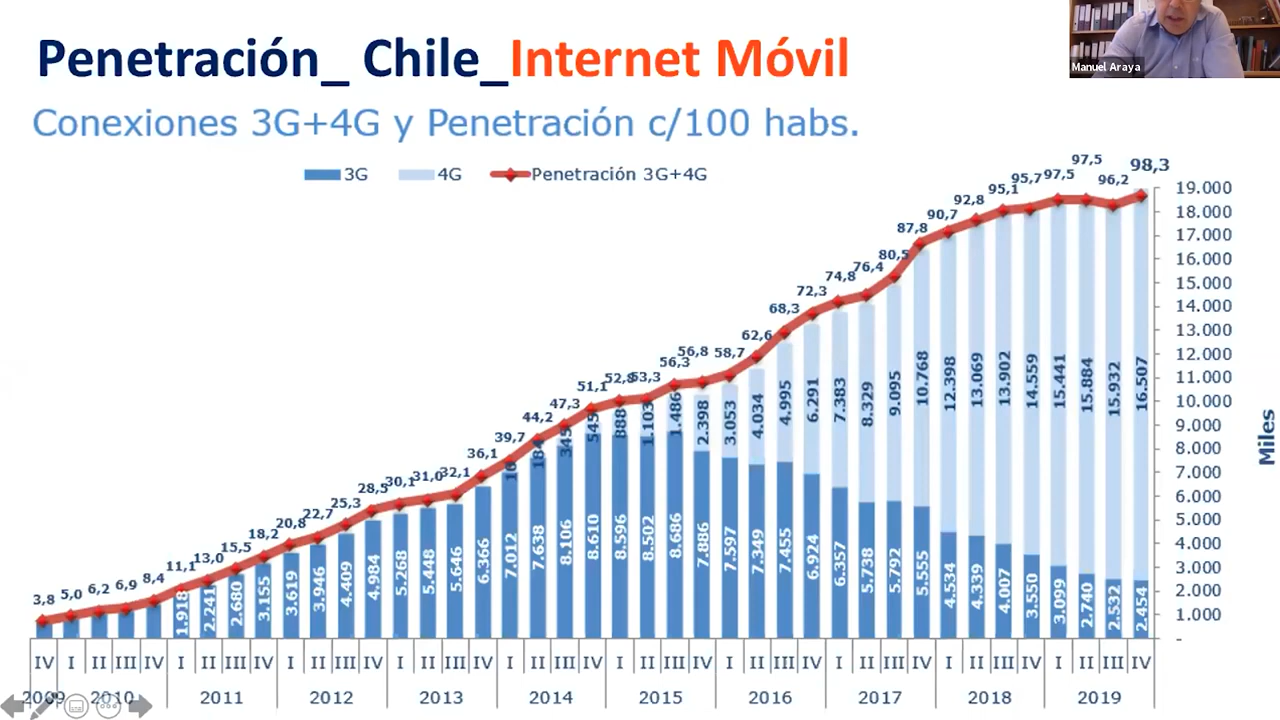 Penetración_ Chile_Internet Móvil
Manuel Araya
Conexiones 3G+4G y Penetración c/100 habs.
3G 4G Penetración 3G+4G
3,8 5,0 6,2 6,9 8,4 11,1 13,0 15,5 18,2 20,8 22,7 25,3 28,5 30,1 31,0 32,1 36,1 39,7 44,2 47,3 51,1 52,8 53,3 56,3 56,8 58,7 62,6 68,3 72,3 74,8 76,4 80,5 87,8 90,7 92,8 95,1 95,7 97,5 97,5 96,2 98,3
19.000
18.000
17.000
16.000
15.000
14.000
13.000
12.000
11.000
10.000
9.000
8.000
7.000
6.000
5.000
4.000
3.000
2.000
1.000
-
Miles
184 345 545 888 1.103 1.486 2.398 3.053 4.034 4.995 6.291 7.383 8.329 9.095 10.768 12.398 13.069 13.902 14.559 15.441 15.884 15.932 16.507
1.918 2.241 2.680 3.155 3.619 3.946 4.409 4.984 5.268 5.448 5.646 6.366 7.012 7.638 8.106 8.610 8.596 8.502 8.686 7.886 7.597 7.349 7.455 6.924 6.357 5.738 5.792 5.555 4.534 4.339 4.007 3.550 3.099 2.740 2.532 2.454
IV I II III IV I II III IV I II III IV I II III IV I II III IV I II III IV I II III IV I II III IV I II III IV I II III IV
2009 2010 2011 2012 2013 2014 2015 2016 2017 2018 2019